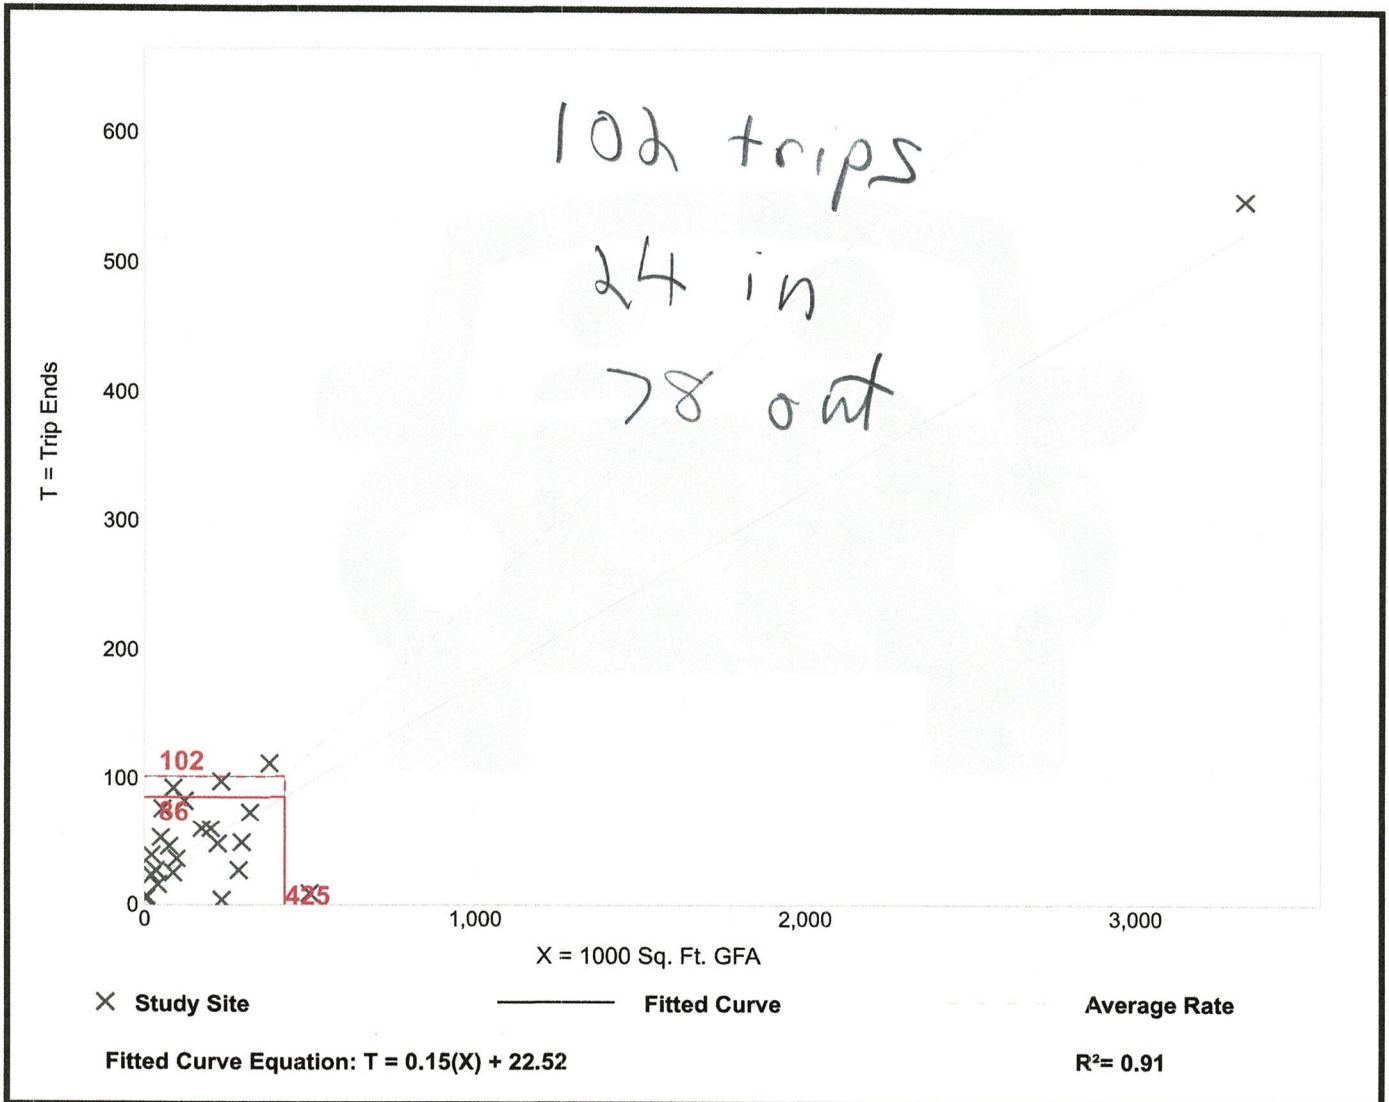 600
500
400
300
200
100
0
T = Trip Ends
102 trips
24 in
78 out
102
86
425
0
1,000
2,000
3,000
X = 1000 Sq. Ft. GFA
Study Site
Fitted Curve
Average Rate
Fitted Curve Equation: T = 0.15(X) + 22.52
R²= 0.91